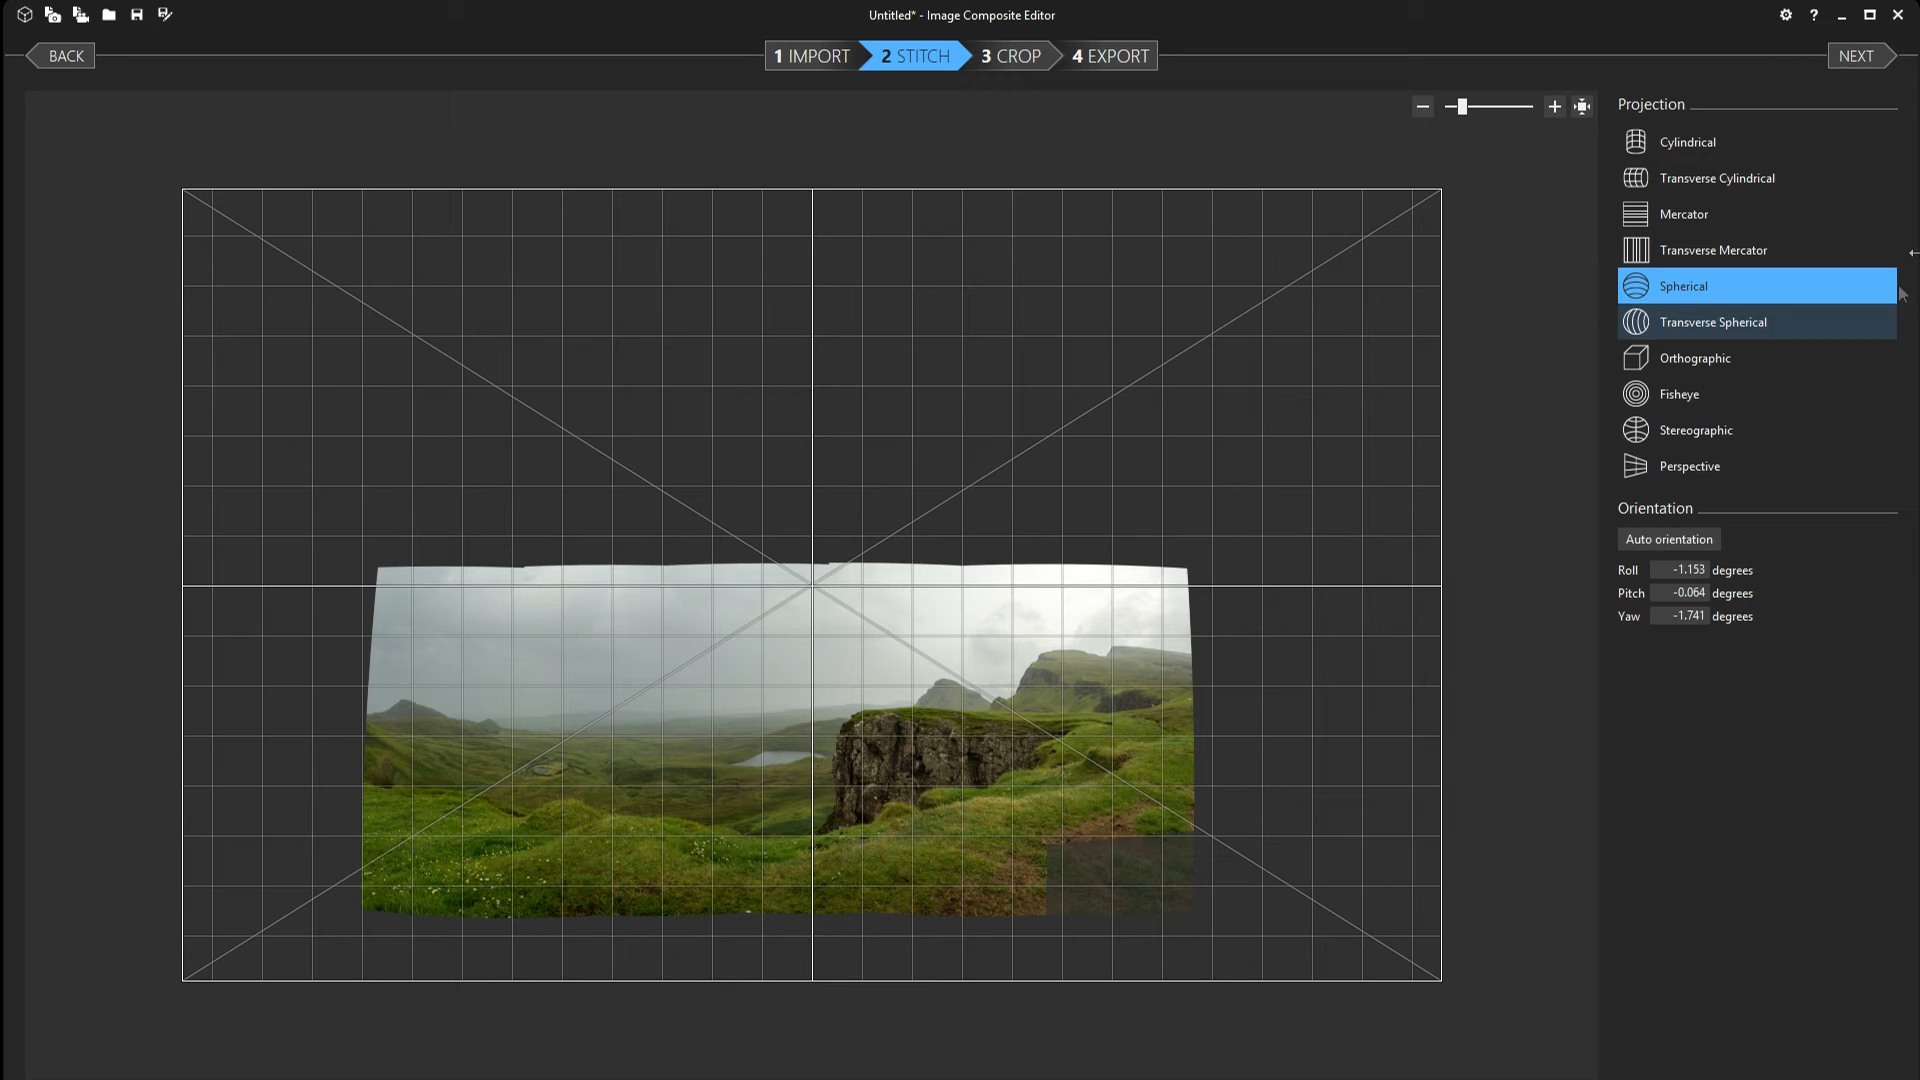 Untitled* - Image Composite Editor
?
BACK
1 IMPORT
2 STITCH
3 CROP
4 EXPORT
NEXT
Projection
Cylindrical
Transverse Cylindrical
Mercator
Transverse Mercator
Spherical
Transverse Spherical
Orthographic
Fisheye
Stereographic
Perspective
Orientation
Auto orientation
Roll -1.153 degrees
Pitch -0.064 degrees
Yaw -1.741 degrees